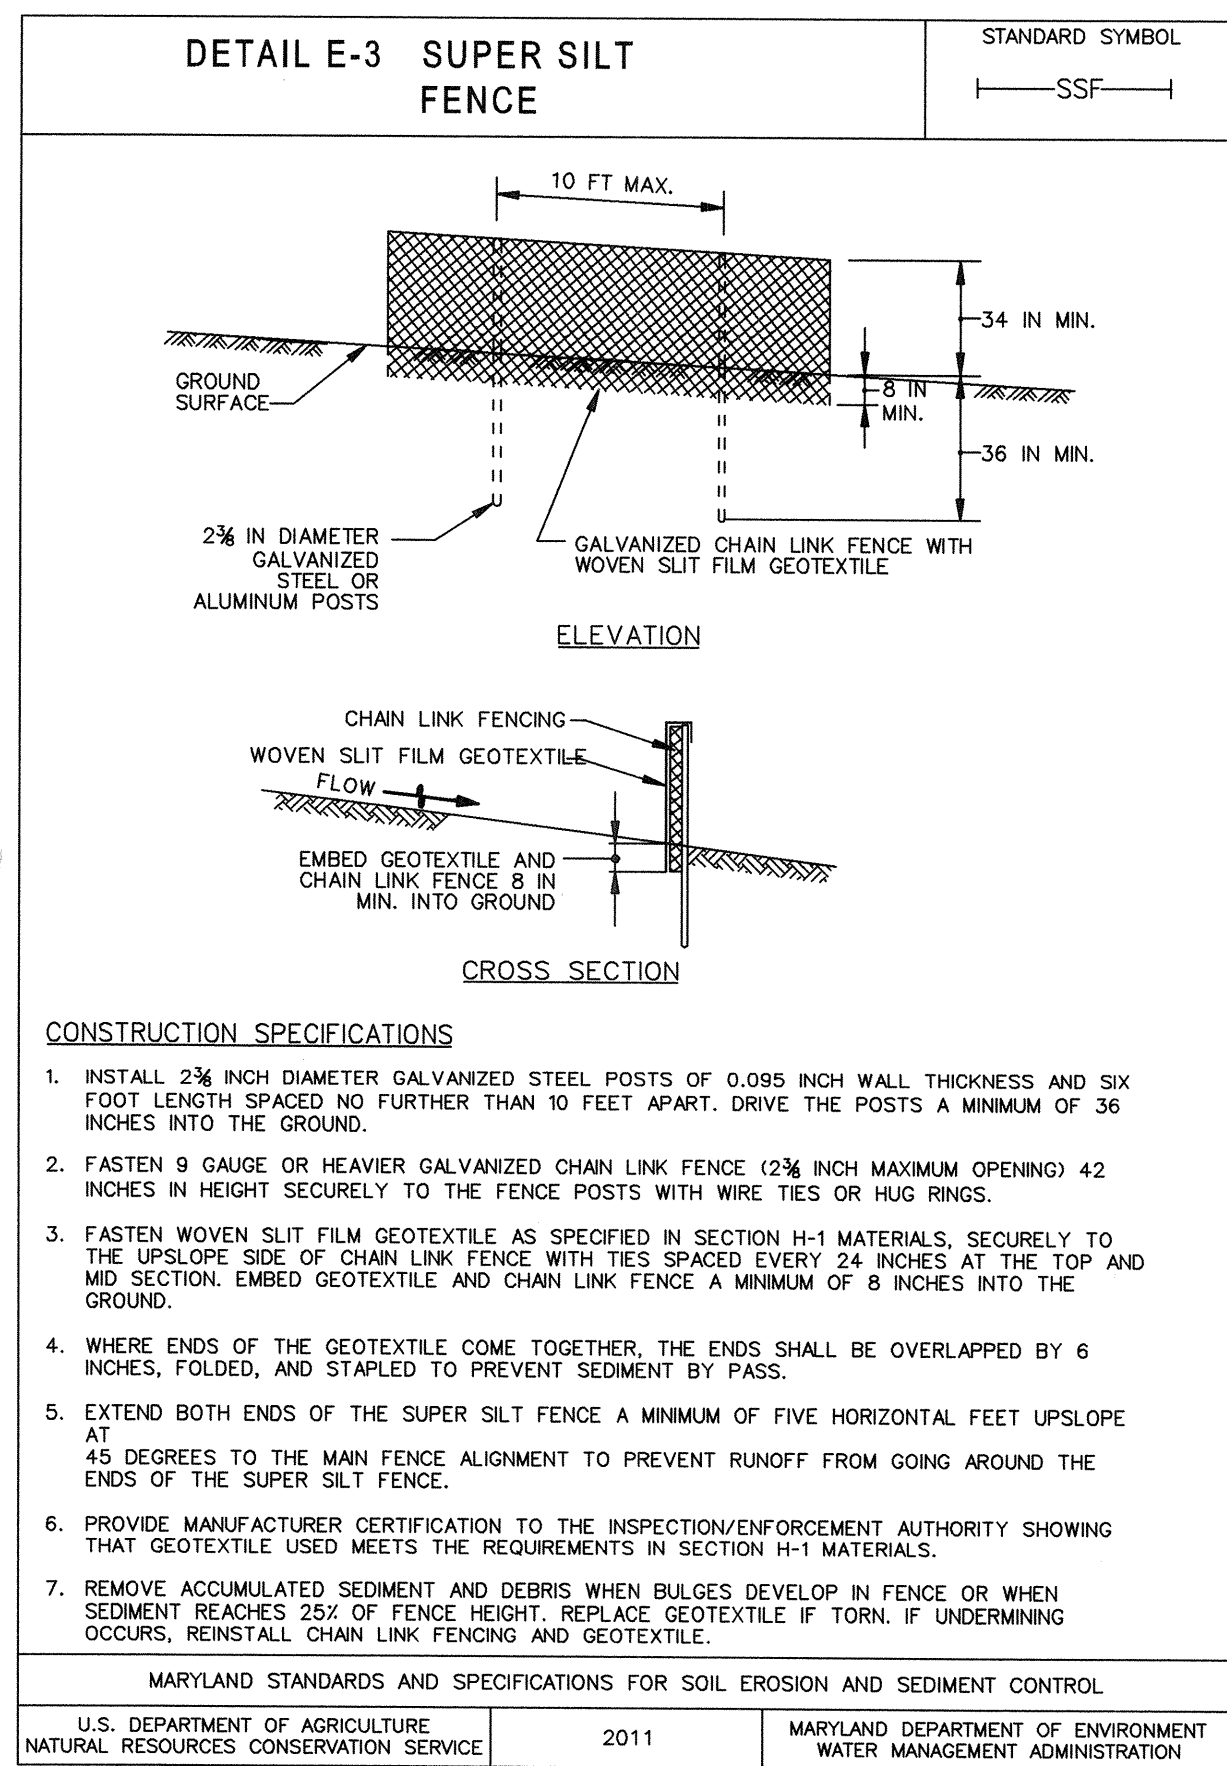 DETAIL E-3 SUPER SILT
FENCE
STANDARD SYMBOL
SSF
10 FT MAX.
34 IN MIN.
GROUND
SURFACE
8 IN
MIN.
36 IN MIN.
2⅜ IN DIAMETER
GALVANIZED
STEEL OR
ALUMINUM POSTS
GALVANIZED CHAIN LINK FENCE WITH
WOVEN SLIT FILM GEOTEXTILE
ELEVATION
CHAIN LINK FENCING
WOVEN SLIT FILM GEOTEXTILE
FLOW
EMBED GEOTEXTILE AND
CHAIN LINK FENCE 8 IN
MIN. INTO GROUND
CROSS SECTION
CONSTRUCTION SPECIFICATIONS
1. INSTALL 2⅜ INCH DIAMETER GALVANIZED STEEL POSTS OF 0.095 INCH WALL THICKNESS AND SIX
FOOT LENGTH SPACED NO FURTHER THAN 10 FEET APART. DRIVE THE POSTS A MINIMUM OF 36
INCHES INTO THE GROUND.
2. FASTEN 9 GAUGE OR HEAVIER GALVANIZED CHAIN LINK FENCE (2⅜ INCH MAXIMUM OPENING) 42
INCHES IN HEIGHT SECURELY TO THE FENCE POSTS WITH WIRE TIES OR HUG RINGS.
3. FASTEN WOVEN SLIT FILM GEOTEXTILE AS SPECIFIED IN SECTION H-1 MATERIALS, SECURELY TO
THE UPSLOPE SIDE OF CHAIN LINK FENCE WITH TIES SPACED EVERY 24 INCHES AT THE TOP AND
MID SECTION. EMBED GEOTEXTILE AND CHAIN LINK FENCE A MINIMUM OF 8 INCHES INTO THE
GROUND.
4. WHERE ENDS OF THE GEOTEXTILE COME TOGETHER, THE ENDS SHALL BE OVERLAPPED BY 6
INCHES, FOLDED, AND STAPLED TO PREVENT SEDIMENT BY PASS.
5. EXTEND BOTH ENDS OF THE SUPER SILT FENCE A MINIMUM OF FIVE HORIZONTAL FEET UPSLOPE
AT
45 DEGREES TO THE MAIN FENCE ALIGNMENT TO PREVENT RUNOFF FROM GOING AROUND THE
ENDS OF THE SUPER SILT FENCE.
6. PROVIDE MANUFACTURER CERTIFICATION TO THE INSPECTION/ENFORCEMENT AUTHORITY SHOWING
THAT GEOTEXTILE USED MEETS THE REQUIREMENTS IN SECTION H-1 MATERIALS.
7. REMOVE ACCUMULATED SEDIMENT AND DEBRIS WHEN BULGES DEVELOP IN FENCE OR WHEN
SEDIMENT REACHES 25% OF FENCE HEIGHT. REPLACE GEOTEXTILE IF TORN. IF UNDERMINING
OCCURS, REINSTALL CHAIN LINK FENCING AND GEOTEXTILE.
MARYLAND STANDARDS AND SPECIFICATIONS FOR SOIL EROSION AND SEDIMENT CONTROL
U.S. DEPARTMENT OF AGRICULTURE
NATURAL RESOURCES CONSERVATION SERVICE
2011
MARYLAND DEPARTMENT OF ENVIRONMENT
WATER MANAGEMENT ADMINISTRATION